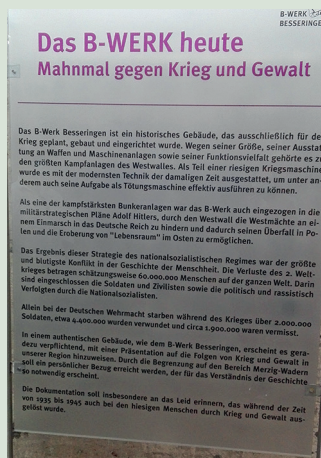 B-WERK
BESSERINGE
Das B-WERK heute
Mahnmal gegen Krieg und Gewalt
Das B-Werk Besseringen ist ein historisches Gebäude, das ausschließlich für de
Krieg geplant, gebaut und eingerichtet wurde. Wegen seiner Größe, seiner Ausstat
tung an Waffen und Maschinenanlagen sowie seiner Funktionsvielfalt gehörte es zu
den größten Kampfanlagen des Westwalles. Als Teil einer riesigen Kriegsmaschine
wurde es mit der modernsten Technik der damaligen Zeit ausgestattet, um unter an-
derem auch seine Aufgabe als Tötungsmaschine effektiv ausführen zu können.
Als eine der kampfstärksten Bunkeranlagen war das B-Werk auch eingezogen in die
militärstrategischen Pläne Adolf Hitlers, durch den Westwall die Westmächte an ei-
nem Einmarsch in das Deutsche Reich zu hindern und dadurch seinen Überfall in Po-
len und die Eroberung von "Lebensraum" im Osten zu ermöglichen.
Das Ergebnis dieser Strategie des nationalsozialistischen Regimes war der größte
und blutigste Konflikt in der Geschichte der Menschheit. Die Verluste des 2. Welt-
krieges betragen schätzungsweise 60.000.000 Menschen auf der ganzen Welt. Darin
sind eingeschlossen die Soldaten und Zivilisten sowie die politisch und rassistisch
Verfolgten durch die Nationalsozialisten.
Allein bei der Deutschen Wehrmacht starben während des Krieges über 2.000.000
Soldaten, etwa 4.400.000 wurden verwundet und circa 1.900.000 waren vermisst.
In einem authentischen Gebäude, wie dem B-Werk Besseringen, erscheint es gera-
dezu verpflichtend, mit einer Präsentation auf die Folgen von Krieg und Gewalt in
unserer Region hinzuweisen. Durch die Begrenzung auf den Bereich Merzig-Wadern
soll ein persönlicher Bezug erreicht werden, der für das Verständnis der Geschichte
so notwendig erscheint.
Die Dokumentation soll insbesondere an das Leid erinnern, das während der Zeit
von 1935 bis 1945 auch bei den hiesigen Menschen durch Krieg und Gewalt aus-
gelöst wurde.